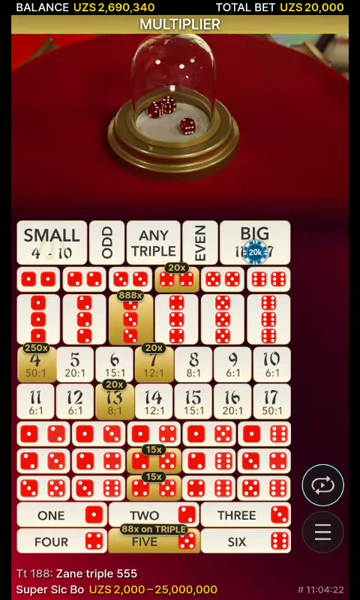 BALANCE UZS 2,690,340 TOTAL BET UZS 20,000
MULTIPLIER
SMALL
4 - 10
ODD
ANY
TRIPLE
EVEN
BIG
20k
20x
888x
250x 20x
4 5 6 7 8 9 10
50:1 20:1 15:1 12:1 8:1 6:1 6:1
20x
11 12 13 14 15 16 17
6:1 6:1 8:1 12:1 15:1 20:1 50:1
15x
15x
ONE TWO THREE
88x on TRIPLE
FOUR FIVE SIX
Tt 188: Zane triple 555
Super Sic Bo UZS 2,000 – 25,000,000 # 11:04:22